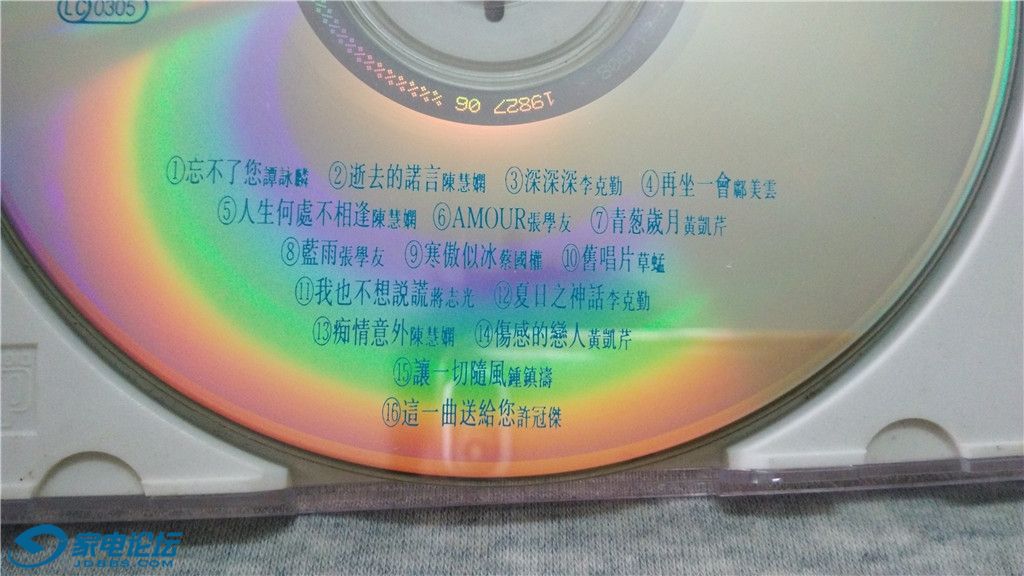 LC 0305
19827 06
①忘不了您譚詠麟 ②逝去的諾言陳慧嫻 ③深深深李克勤 ④再坐一會鄺美雲
⑤人生何處不相逢陳慧嫻 ⑥AMOUR張學友 ⑦青葱歲月黃凱芹
⑧藍雨張學友 ⑨寒傲似冰蔡國權 ⑩舊唱片草蜢
⑪我也不想説謊蔣志光 ⑫夏日之神話李克勤
⑬痴情意外陳慧嫻 ⑭傷感的戀人黃凱芹
⑮讓一切隨風鍾鎮濤
⑯這一曲送給您許冠傑
家电论坛
JDBBS.COM